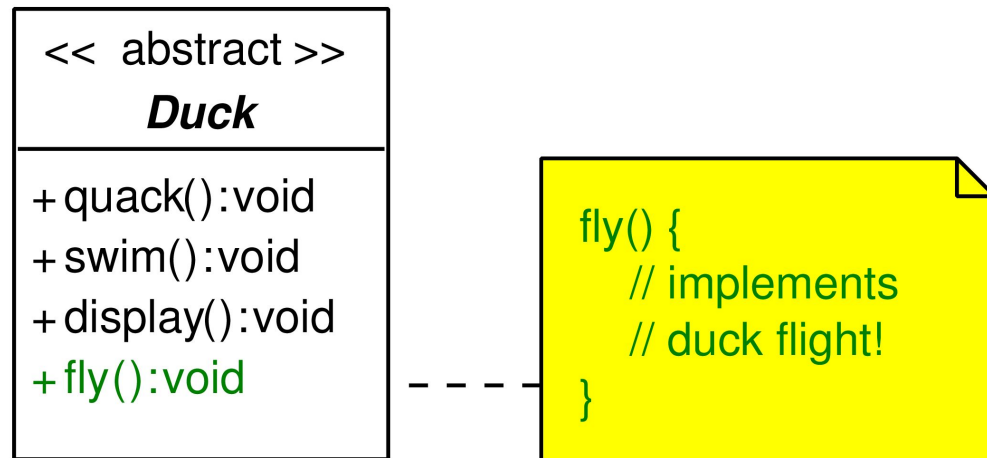 << abstract >>
Duck
+quack():void
+swim():void
+display():void
+fly():void
fly() {
// implements
// duck flight!
}